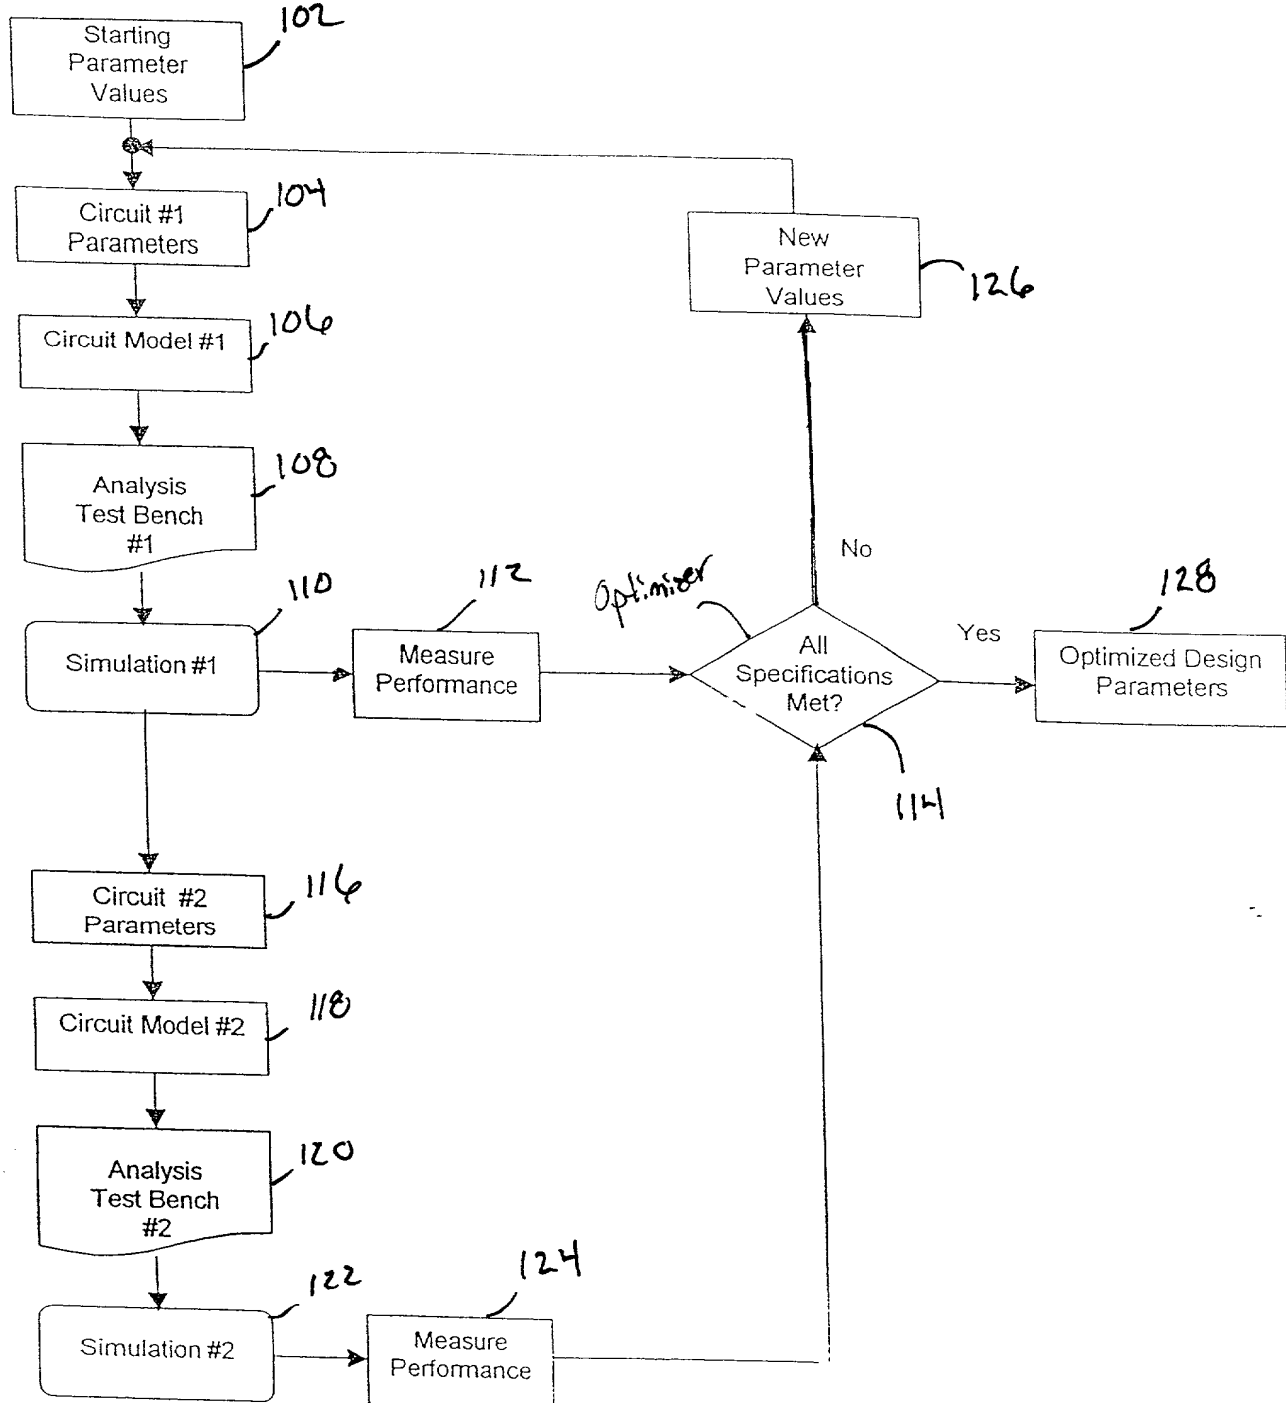 102
Starting
Parameter
Values
104
Circuit #1
Parameters
New
Parameter
Values
126
106
Circuit Model #1
108
Analysis
Test Bench
#1
No
110
112
Optimizer
128
Simulation #1
Measure
Performance
All
Specifications
Met?
Yes
Optimized Design
Parameters
114
116
Circuit #2
Parameters
118
Circuit Model #2
120
Analysis
Test Bench
#2
122
124
Simulation #2
Measure
Performance